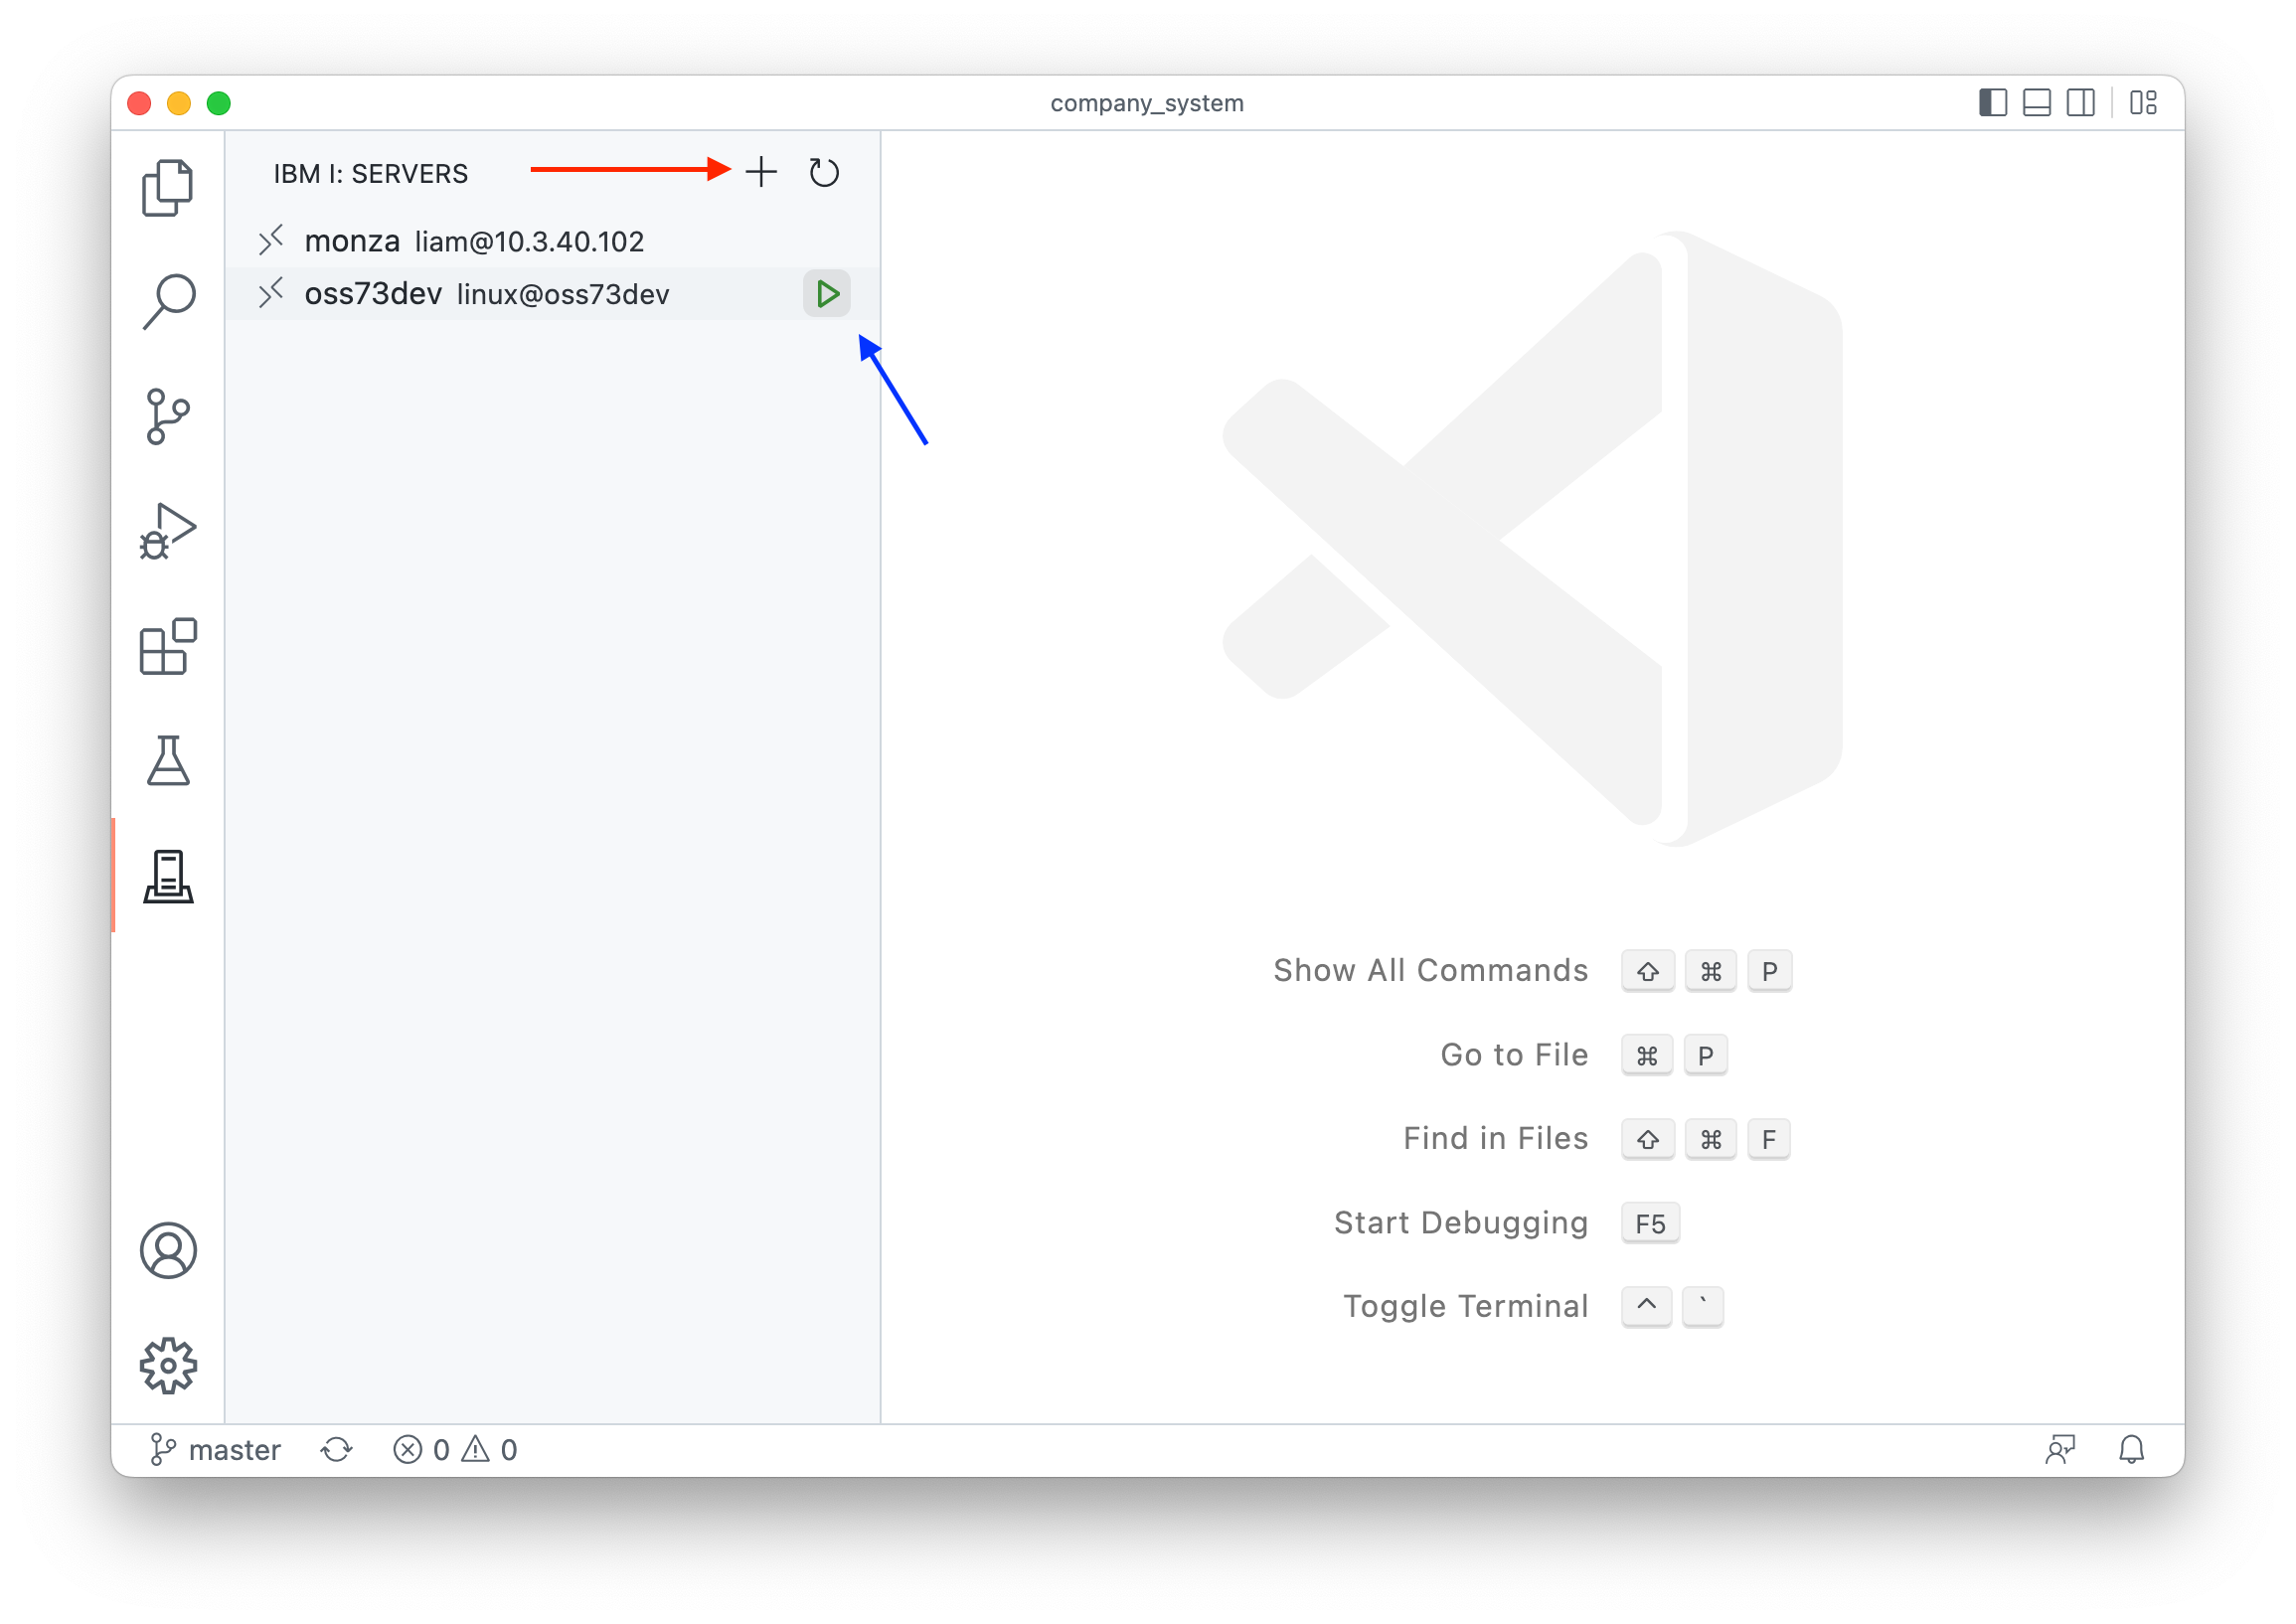 company_system
IBM I: SERVERS
monza liam@10.3.40.102
oss73dev linux@oss73dev
Show All Commands ⇧ ⌘ P
Go to File ⌘ P
Find in Files ⇧ ⌘ F
Start Debugging F5
Toggle Terminal ^ `
master 0 0